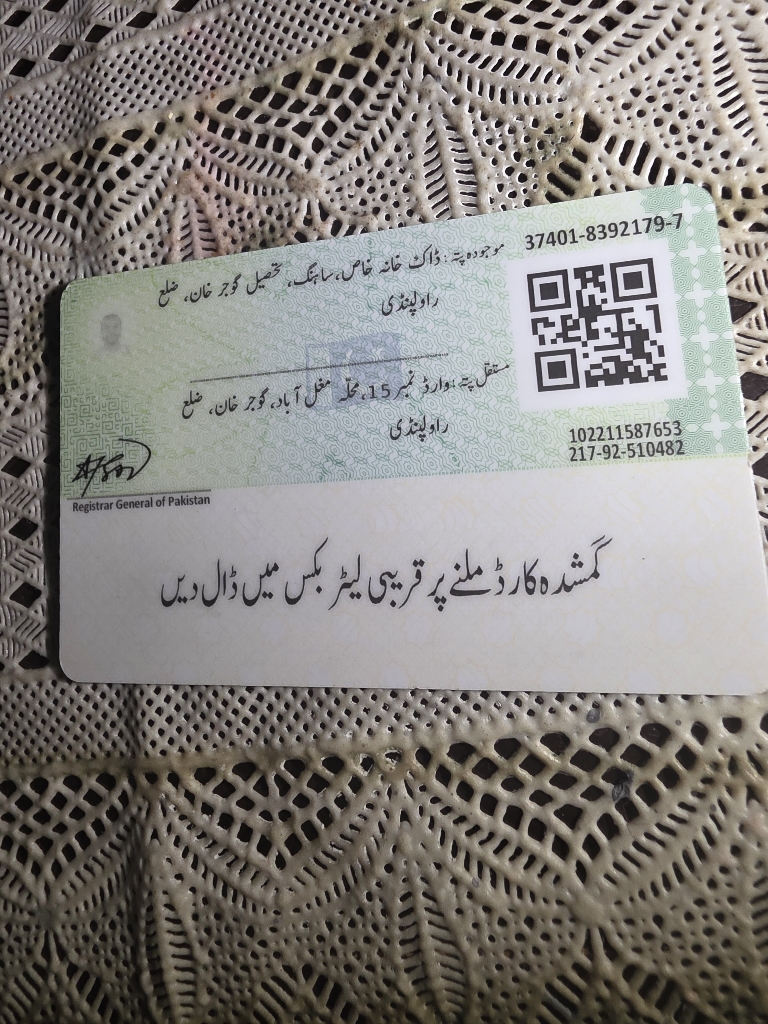 37401-8392179-7
موجودہ پتہ: ڈاک خانہ خاص، ساہنگ، تحصیل گوجر خان، ضلع
راولپنڈی
مستقل پتہ: وارڈ نمبر 15، محلہ مغل آباد، گوجر خان، ضلع
راولپنڈی
102211587653
217-92-510482
Registrar General of Pakistan
گمشدہ کارڈ ملنے پر قریبی لیٹر بکس میں ڈال دیں